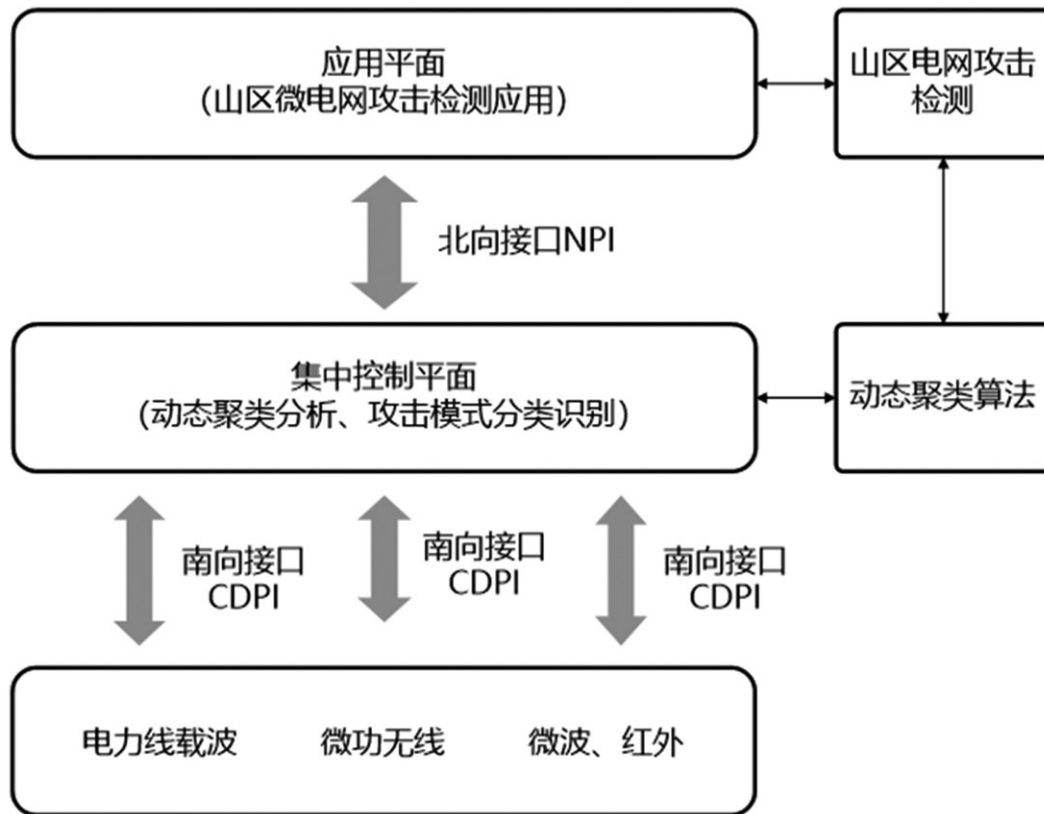 应用平面
（山区微电网攻击检测应用）
山区电网攻击
检测
北向接口NPI
集中控制平面
（动态聚类分析、攻击模式分类识别）
动态聚类算法
南向接口
CDPI
南向接口
CDPI
南向接口
CDPI
电力线载波
微功无线
微波、红外